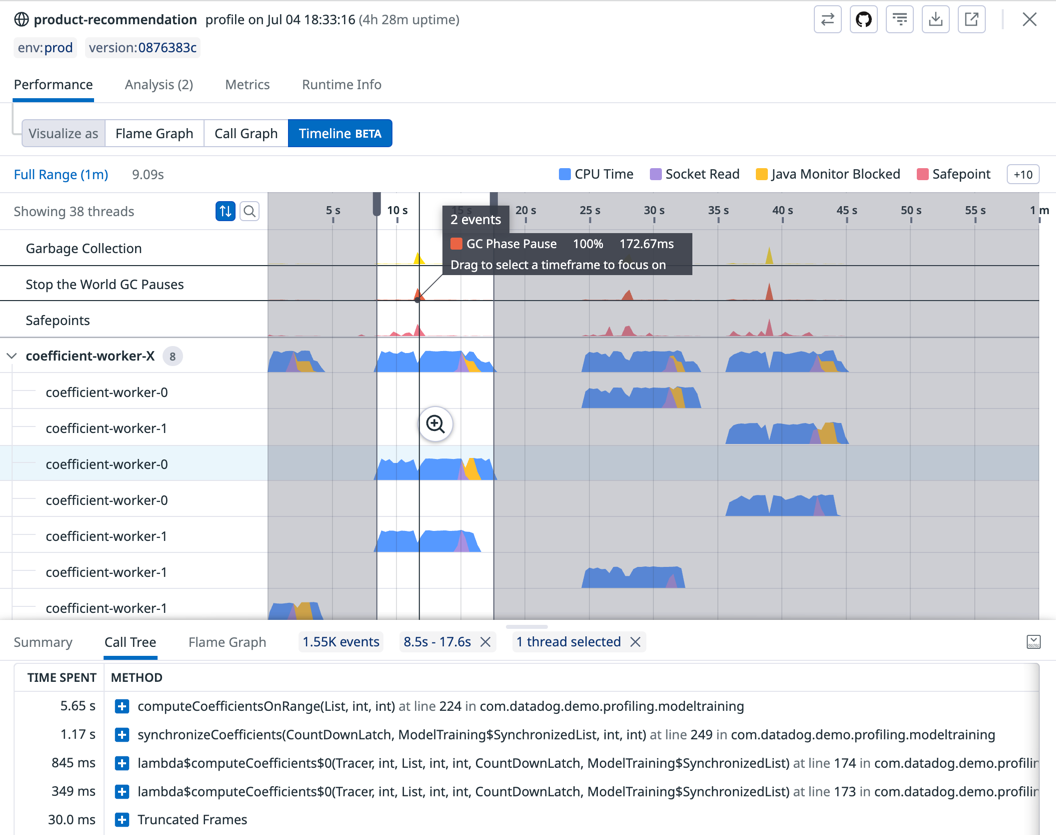 product-recommendation profile on Jul 04 18:33:16 (4h 28m uptime)
env:prod version:0876383c
Performance Analysis (2) Metrics Runtime Info
Visualize as Flame Graph Call Graph Timeline BETA
Full Range (1m) 9.09s CPU Time Socket Read Java Monitor Blocked Safepoint +10
Showing 38 threads 5 s 10 s 15 s 20 s 25 s 30 s 35 s 40 s 45 s 50 s 55 s 1 m
2 events
GC Phase Pause 100% 172.67ms
Drag to select a timeframe to focus on
Garbage Collection
Stop the World GC Pauses
Safepoints
coefficient-worker-X 8
coefficient-worker-0
coefficient-worker-1
coefficient-worker-0
coefficient-worker-0
coefficient-worker-1
coefficient-worker-1
coefficient-worker-1
Summary Call Tree Flame Graph 1.55K events 8.5s - 17.6s 1 thread selected
TIME SPENT METHOD
5.65 s computeCoefficientsOnRange(List, int, int) at line 224 in com.datadog.demo.profiling.modeltraining
1.17 s synchronizeCoefficients(CountDownLatch, ModelTraining$SynchronizedList, int, int) at line 249 in com.datadog.demo.profiling.modeltraining
845 ms lambda$computeCoefficients$0(Tracer, int, List, int, int, CountDownLatch, ModelTraining$SynchronizedList) at line 174 in com.datadog.demo.profilin
349 ms lambda$computeCoefficients$0(Tracer, int, List, int, int, CountDownLatch, ModelTraining$SynchronizedList) at line 173 in com.datadog.demo.profilin
30.0 ms Truncated Frames